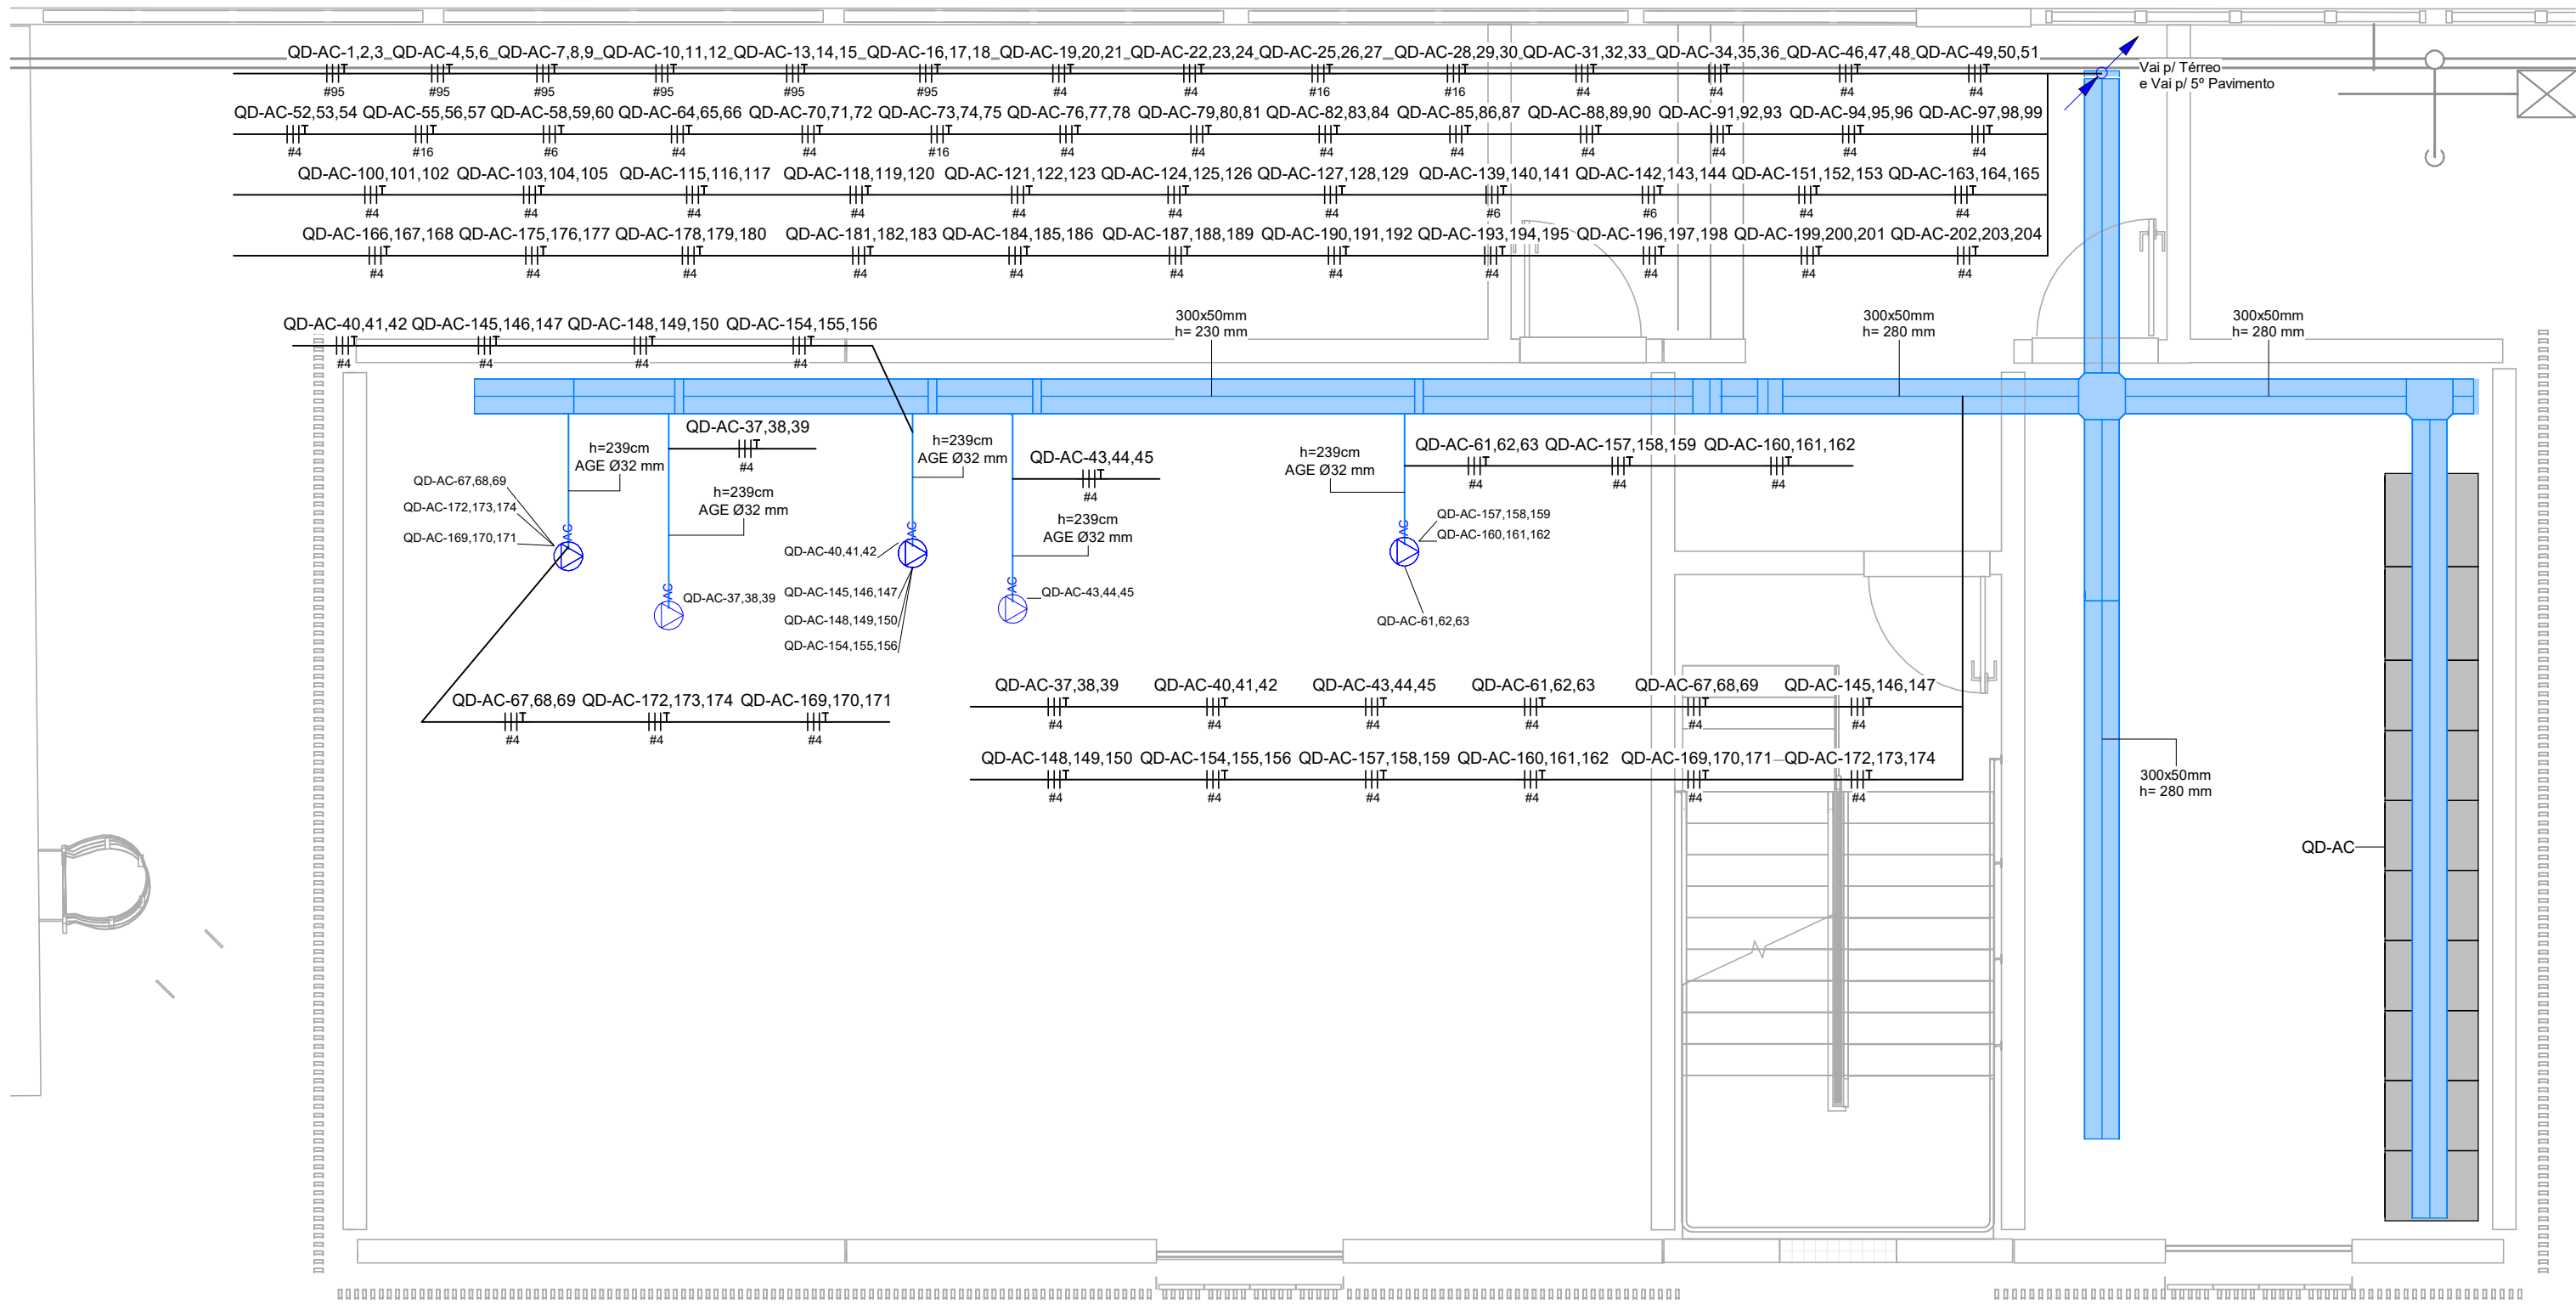 QD-AC-1,2,3_QD-AC-4,5,6_QD-AC-7,8,9_QD-AC-10,11,12_QD-AC-13,14,15_QD-AC-16,17,18_QD-AC-19,20,21_QD-AC-22,23,24_QD-AC-25,26,27_QD-AC-28,29,30_QD-AC-31,32,33_QD-AC-34,35,36_QD-AC-46,47,48_QD-AC-49,50,51
T T T T T T T T T T T T T T
#95 #95 #95 #95 #95 #95 #4 #4 #16 #16 #4 #4 #4 #4
Vai p/ Térreo
e Vai p/ 5º Pavimento
QD-AC-52,53,54 QD-AC-55,56,57 QD-AC-58,59,60 QD-AC-64,65,66 QD-AC-70,71,72 QD-AC-73,74,75 QD-AC-76,77,78 QD-AC-79,80,81 QD-AC-82,83,84 QD-AC-85,86,87 QD-AC-88,89,90 QD-AC-91,92,93 QD-AC-94,95,96 QD-AC-97,98,99
T T T T T T T T T T T T T T
#4 #16 #6 #4 #4 #16 #4 #4 #4 #4 #4 #4 #4 #4
QD-AC-100,101,102 QD-AC-103,104,105 QD-AC-115,116,117 QD-AC-118,119,120 QD-AC-121,122,123 QD-AC-124,125,126 QD-AC-127,128,129 QD-AC-139,140,141 QD-AC-142,143,144 QD-AC-151,152,153 QD-AC-163,164,165
T T T T T T T T T T T
#4 #4 #4 #4 #4 #4 #4 #6 #6 #4 #4
QD-AC-166,167,168 QD-AC-175,176,177 QD-AC-178,179,180 QD-AC-181,182,183 QD-AC-184,185,186 QD-AC-187,188,189 QD-AC-190,191,192 QD-AC-193,194,195 QD-AC-196,197,198 QD-AC-199,200,201 QD-AC-202,203,204
T T T T T T T T T T T
#4 #4 #4 #4 #4 #4 #4 #4 #4 #4 #4
QD-AC-40,41,42 QD-AC-145,146,147 QD-AC-148,149,150 QD-AC-154,155,156
T T T T
#4 #4 #4 #4
300x50mm
h= 230 mm
300x50mm
h= 280 mm
300x50mm
h= 280 mm
h=239cm
AGE Ø32 mm
QD-AC-37,38,39
T
#4
h=239cm
AGE Ø32 mm
h=239cm
AGE Ø32 mm
QD-AC-43,44,45
T
#4
h=239cm
AGE Ø32 mm
h=239cm
AGE Ø32 mm
QD-AC-61,62,63 QD-AC-157,158,159 QD-AC-160,161,162
T T T
#4 #4 #4
QD-AC-67,68,69
QD-AC-172,173,174
QD-AC-169,170,171
AC
AC
QD-AC-37,38,39
QD-AC-40,41,42
AC
QD-AC-145,146,147
QD-AC-148,149,150
QD-AC-154,155,156
AC
QD-AC-43,44,45
AC
QD-AC-157,158,159
QD-AC-160,161,162
QD-AC-61,62,63
QD-AC-67,68,69 QD-AC-172,173,174 QD-AC-169,170,171
T T T
#4 #4 #4
QD-AC-37,38,39 QD-AC-40,41,42 QD-AC-43,44,45 QD-AC-61,62,63 QD-AC-67,68,69 QD-AC-145,146,147
T T T T T T
#4 #4 #4 #4 #4 #4
QD-AC-148,149,150 QD-AC-154,155,156 QD-AC-157,158,159 QD-AC-160,161,162 QD-AC-169,170,171 QD-AC-172,173,174
T T T T T T
#4 #4 #4 #4 #4 #4
300x50mm
h= 280 mm
QD-AC